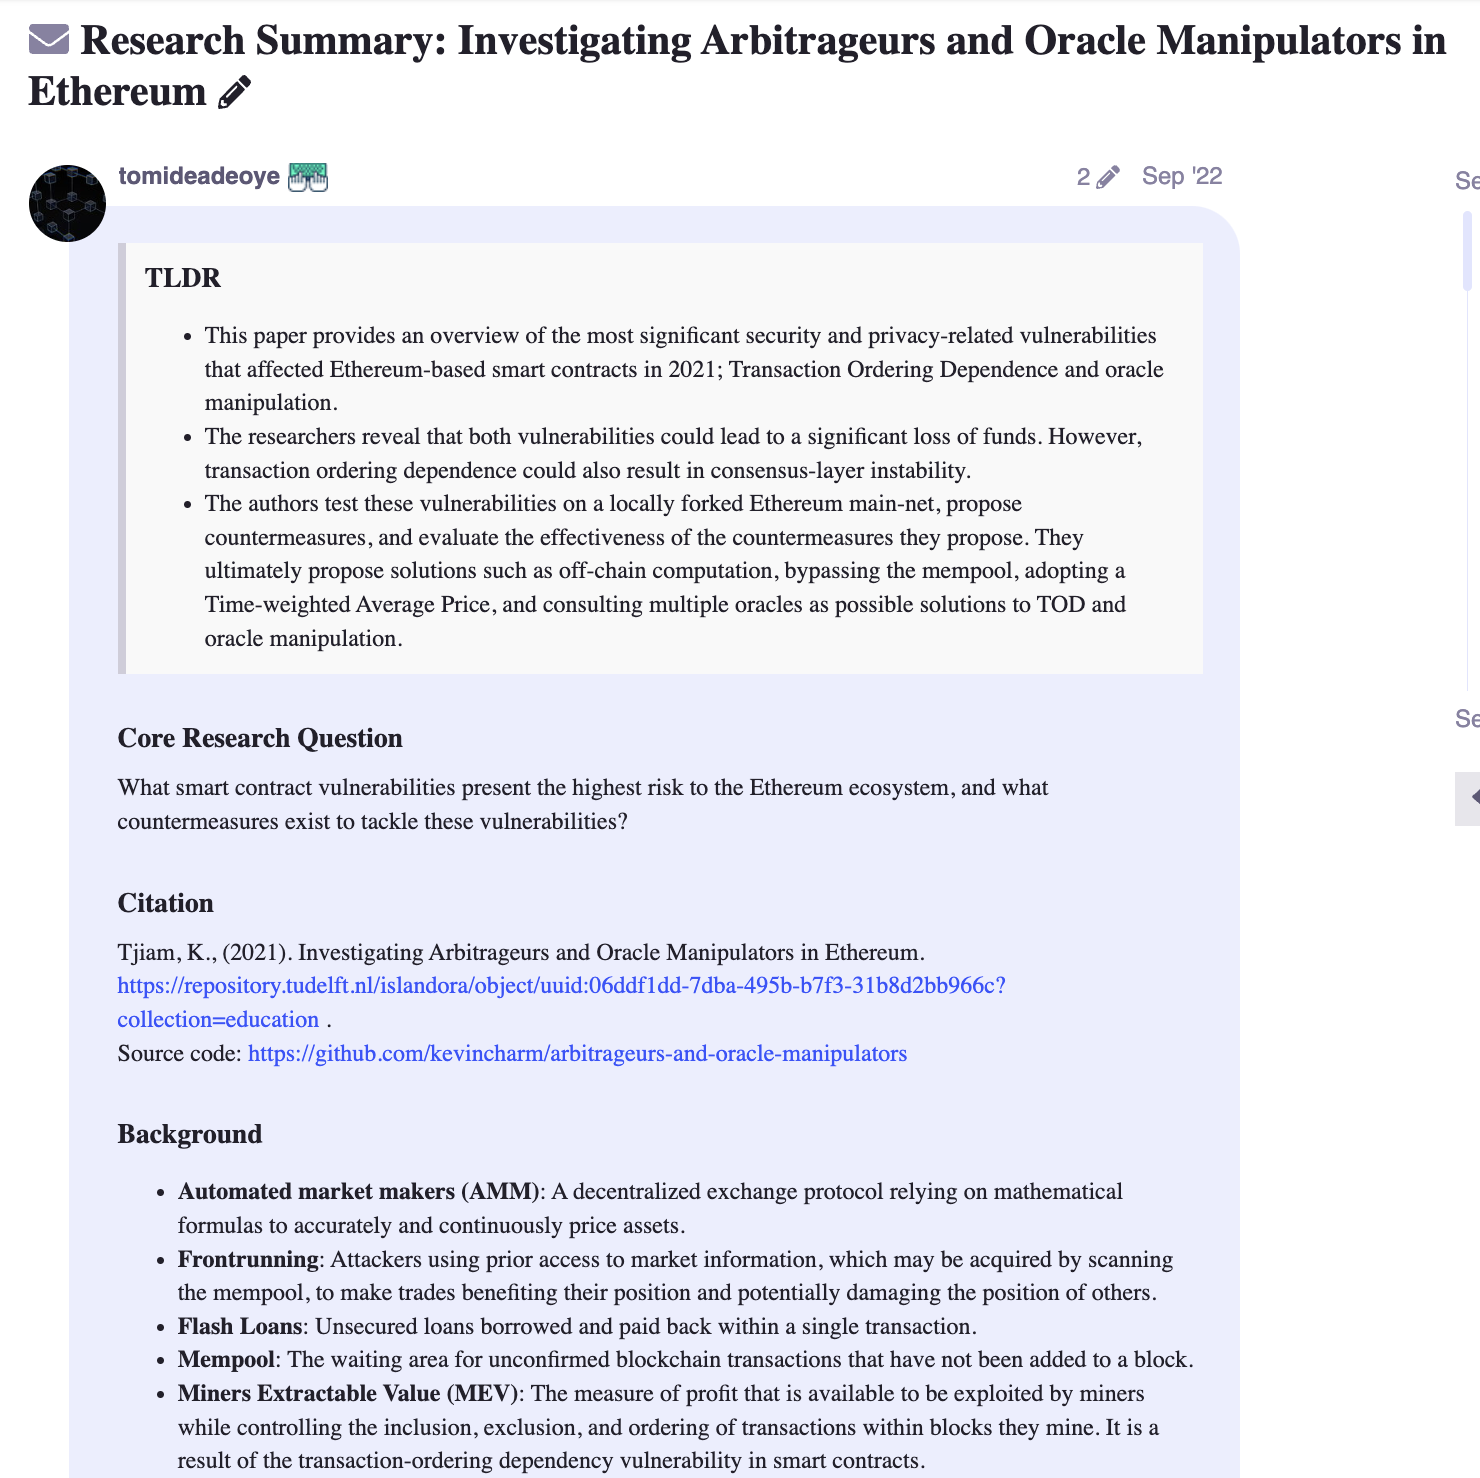 Research Summary: Investigating Arbitrageurs and Oracle Manipulators in
Ethereum
tomideadeoye
2 Sep '22
TLDR
• This paper provides an overview of the most significant security and privacy-related vulnerabilities
that affected Ethereum-based smart contracts in 2021; Transaction Ordering Dependence and oracle
manipulation.
• The researchers reveal that both vulnerabilities could lead to a significant loss of funds. However,
transaction ordering dependence could also result in consensus-layer instability.
• The authors test these vulnerabilities on a locally forked Ethereum main-net, propose
countermeasures, and evaluate the effectiveness of the countermeasures they propose. They
ultimately propose solutions such as off-chain computation, bypassing the mempool, adopting a
Time-weighted Average Price, and consulting multiple oracles as possible solutions to TOD and
oracle manipulation.
Core Research Question
What smart contract vulnerabilities present the highest risk to the Ethereum ecosystem, and what
countermeasures exist to tackle these vulnerabilities?
Citation
Tjiam, K., (2021). Investigating Arbitrageurs and Oracle Manipulators in Ethereum.
https://repository.tudelft.nl/islandora/object/uuid:06ddf1dd-7dba-495b-b7f3-31b8d2bb966c?
collection=education .
Source code: https://github.com/kevincharm/arbitrageurs-and-oracle-manipulators
Background
• Automated market makers (AMM): A decentralized exchange protocol relying on mathematical
formulas to accurately and continuously price assets.
• Frontrunning: Attackers using prior access to market information, which may be acquired by scanning
the mempool, to make trades benefiting their position and potentially damaging the position of others.
• Flash Loans: Unsecured loans borrowed and paid back within a single transaction.
• Mempool: The waiting area for unconfirmed blockchain transactions that have not been added to a block.
• Miners Extractable Value (MEV): The measure of profit that is available to be exploited by miners
while controlling the inclusion, exclusion, and ordering of transactions within blocks they mine. It is a
result of the transaction-ordering dependency vulnerability in smart contracts.
Se
Se